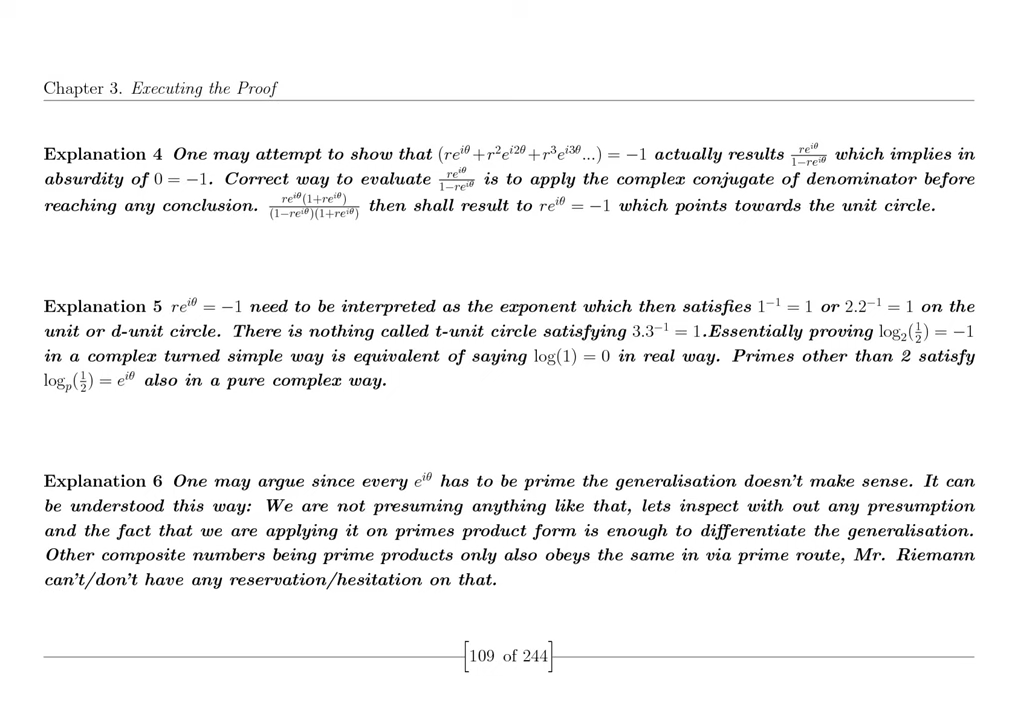 Chapter 3. Executing the Proof
Explanation 4 One may attempt to show that (re^{iθ}+r^2e^{i2θ}+r^3e^{i3θ}...) = −1 actually results \frac{re^{iθ}}{1−re^{iθ}} which implies in
absurdity of 0 = −1. Correct way to evaluate \frac{re^{iθ}}{1−re^{iθ}} is to apply the complex conjugate of denominator before
reaching any conclusion. \frac{re^{iθ}(1+re^{iθ})}{(1−re^{iθ})(1+re^{iθ})} then shall result to re^{iθ} = −1 which points towards the unit circle.
Explanation 5 re^{iθ} = −1 need to be interpreted as the exponent which then satisfies 1^{−1} = 1 or 2.2^{−1} = 1 on the
unit or d-unit circle. There is nothing called t-unit circle satisfying 3.3^{−1} = 1.Essentially proving log_2(\frac{1}{2}) = −1
in a complex turned simple way is equivalent of saying log(1) = 0 in real way. Primes other than 2 satisfy
log_p(\frac{1}{2}) = e^{iθ} also in a pure complex way.
Explanation 6 One may argue since every e^{iθ} has to be prime the generalisation doesn't make sense. It can
be understood this way: We are not presuming anything like that, lets inspect with out any presumption
and the fact that we are applying it on primes product form is enough to differentiate the generalisation.
Other composite numbers being prime products only also obeys the same in via prime route, Mr. Riemann
can't/don't have any reservation/hesitation on that.
[109 of 244]